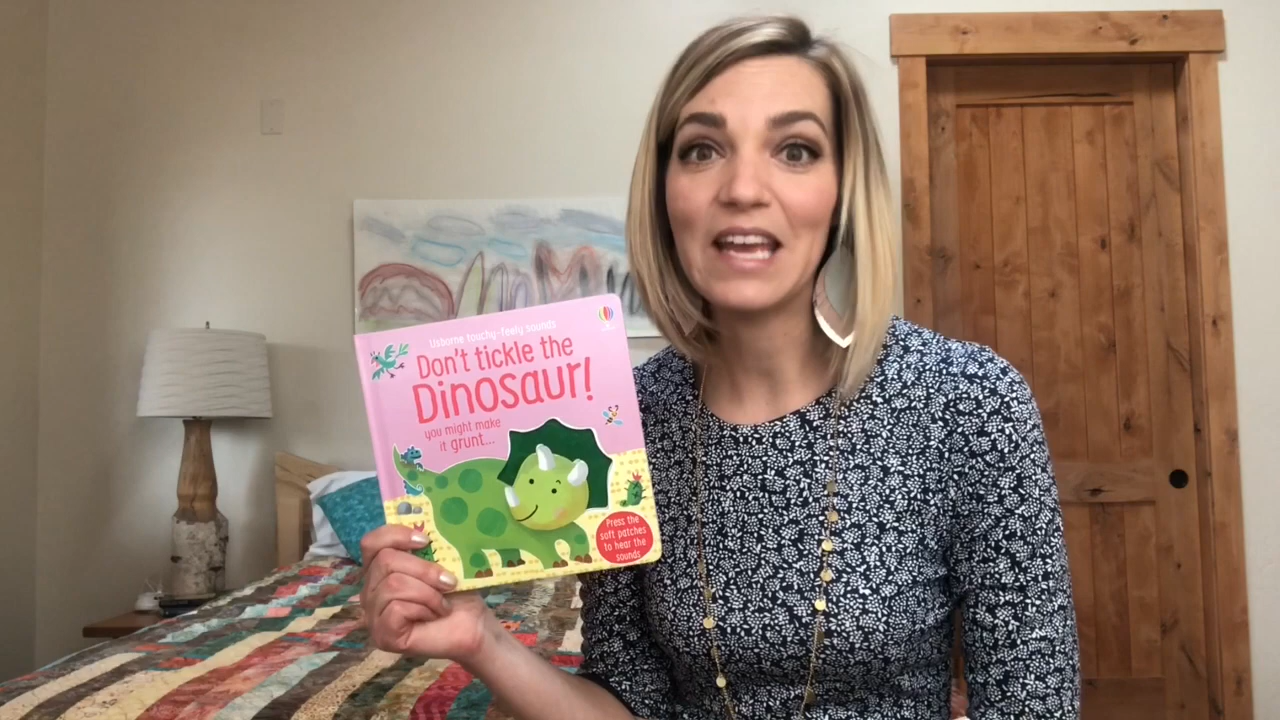 Usborne touchy-feely sounds
Don't tickle the
Dinosaur!
you might make
it grunt...
Press the
soft patches
to hear the
sounds